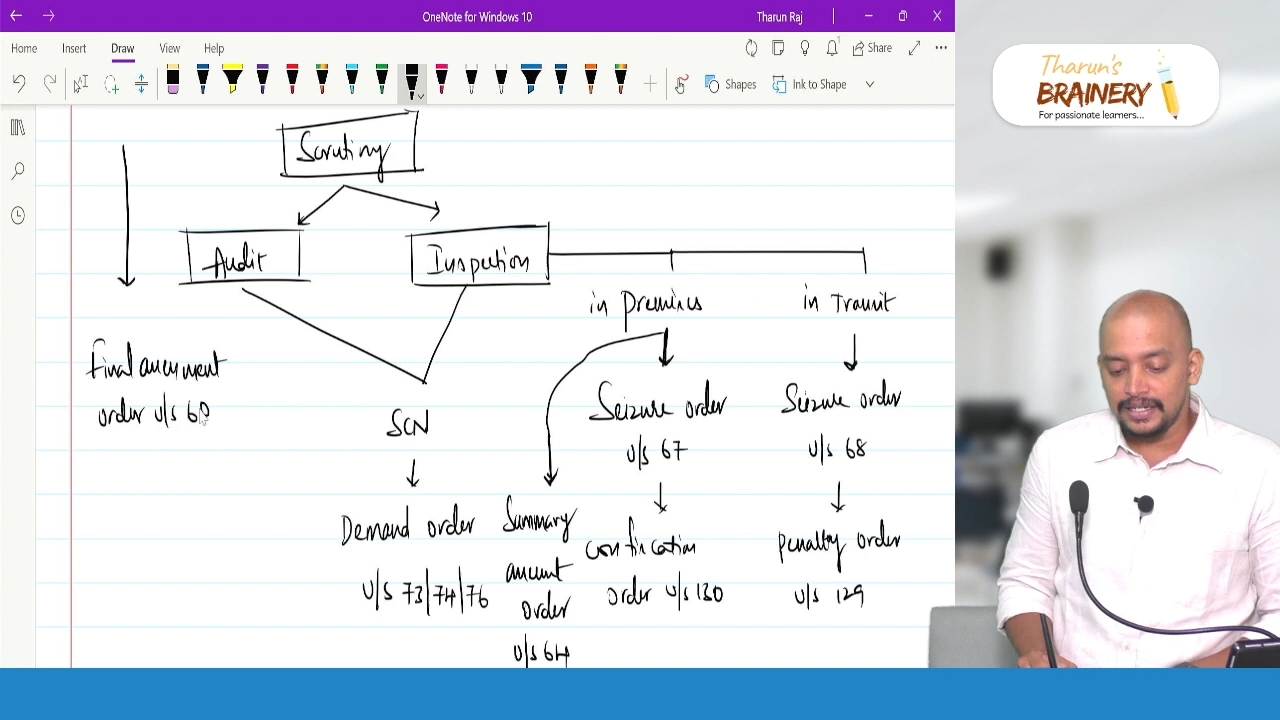 OneNote for Windows 10
Tharun Raj
Home Insert Draw View Help
Share
Shapes
Ink to Shape
Tharun's
BRAINERY
For passionate learners...
Scrutiny
Audit
Inspection
in Premises
in Transit
Final assessment
order u/s 60
SCN
Demand order
u/s 73/74/76
Seizure order
u/s 67
Seizure order
u/s 68
Summary
assessment
order
u/s 64
confiscation
order u/s 130
penalty order
u/s 129